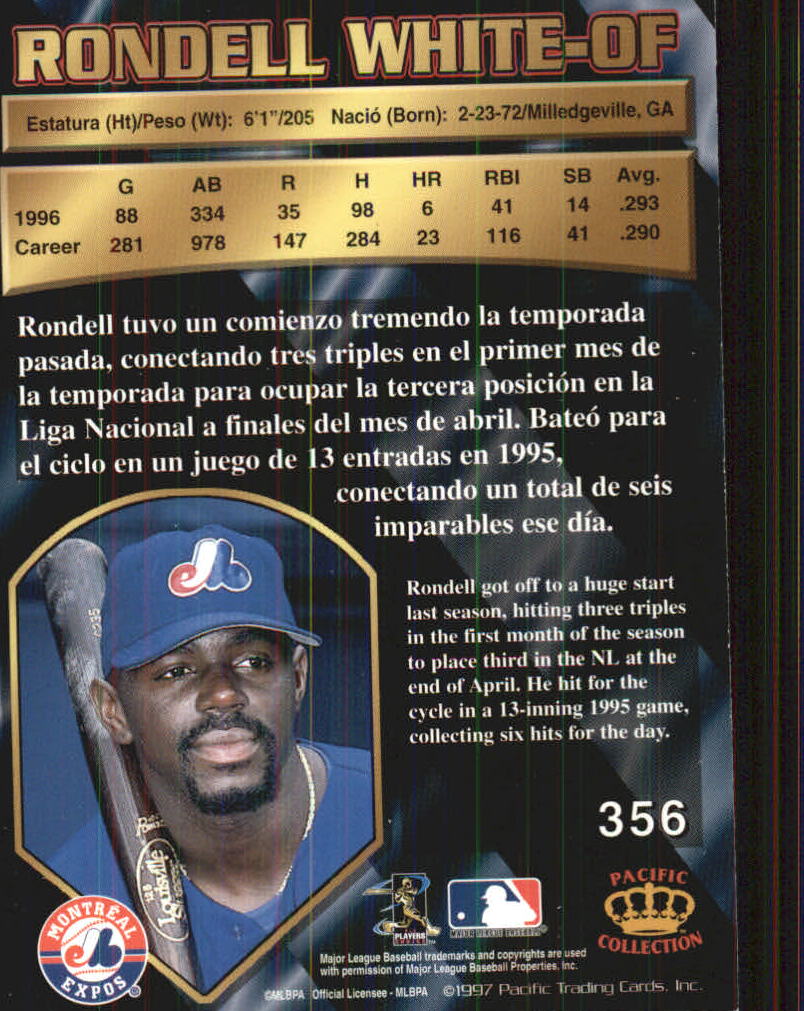 RONDELL WHITE-OF
Estatura (Ht)/Peso (Wt): 6'1"/205 Nació (Born): 2-23-72/Milledgeville, GA
G AB R H HR RBI SB Avg.
1996 88 334 35 98 6 41 14 .293
Career 281 978 147 284 23 116 41 .290
Rondell tuvo un comienzo tremendo la temporada
pasada, conectando tres triples en el primer mes de
la temporada para ocupar la tercera posición en la
Liga Nacional a finales del mes de abril. Bateó para
el ciclo en un juego de 13 entradas en 1995,
conectando un total de seis
imparables ese día.
Rondell got off to a huge start
last season, hitting three triples
in the first month of the season
to place third in the NL at the
end of April. He hit for the
cycle in a 13-inning 1995 game,
collecting six hits for the day.
C235
125
Louisville
356
PACIFIC
COLLECTION
MONTRÉAL
EXPOS
PLAYERS
CHOICE
Major League Baseball trademarks and copyrights are used
with permission of Major League Baseball Properties, Inc.
©MLBPA Official Licensee - MLBPA ©1997 Pacific Trading Cards, Inc.